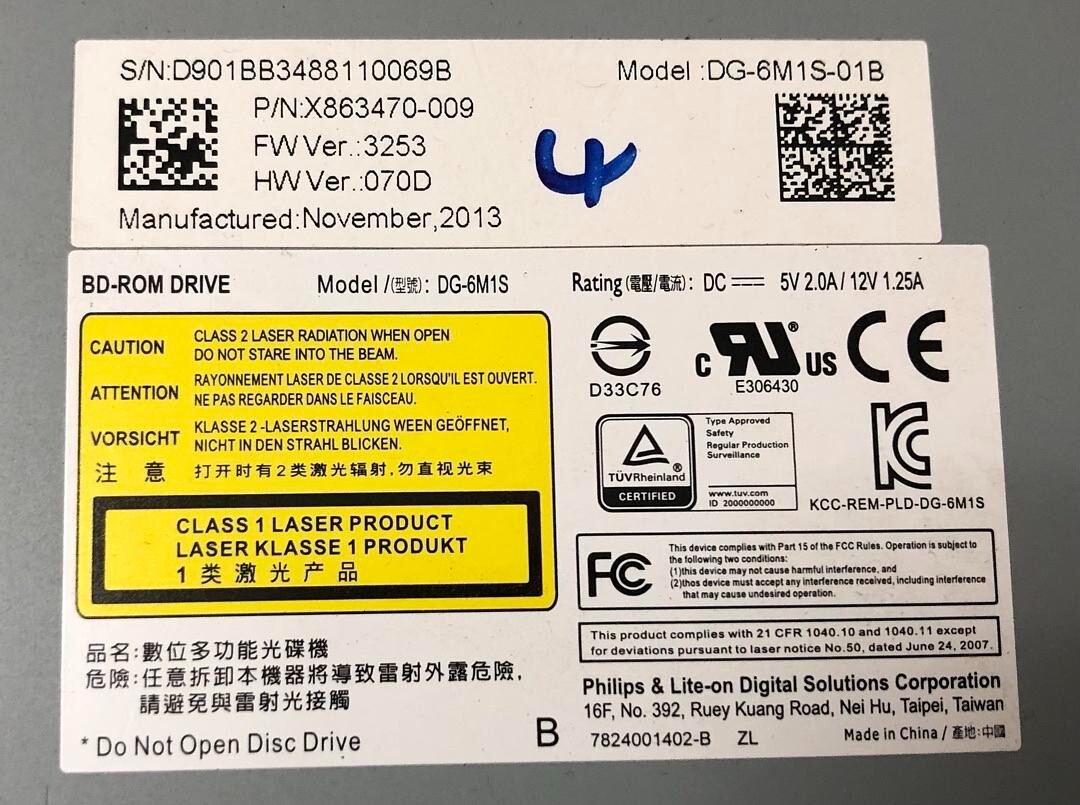 S/N:D901BB3488110069B
Model :DG-6M1S-01B
P/N:X863470-009
FW Ver.:3253
HW Ver.:070D
Manufactured:November,2013
4
BD-ROM DRIVE
Model /(型號): DG-6M1S
Rating(電壓/電流): DC 5V 2.0A / 12V 1.25A
CAUTION
CLASS 2 LASER RADIATION WHEN OPEN
DO NOT STARE INTO THE BEAM.
ATTENTION
RAYONNEMENT LASER DE CLASSE 2 LORSQU'IL EST OUVERT.
NE PAS REGARDER DANS LE FAISCEAU.
VORSICHT
KLASSE 2 -LASERSTRAHLUNG WEEN GEÖFFNET,
NICHT IN DEN STRAHL BLICKEN.
注 意
打开时有2类激光辐射,勿直视光束
CLASS 1 LASER PRODUCT
LASER KLASSE 1 PRODUKT
1 类 激 光 产 品
D33C76
c RU ® US
E306430
CE
TÜVRheinland ®
CERTIFIED
Type Approved
Safety
Regular Production
Surveillance
www.tuv.com
ID 2000000000
KC
KCC-REM-PLD-DG-6M1S
FC
This device complies with Part 15 of the FCC Rules. Operation is subject to
the following two conditions:
(1)this device may not cause harmful interference, and
(2)thos device must accept any interference received, including interference
that may cause undesired operation.
This product complies with 21 CFR 1040.10 and 1040.11 except
for deviations pursuant to laser notice No.50, dated June 24, 2007.
品名:數位多功能光碟機
危險:任意拆卸本機器將導致雷射外露危險,
請避免與雷射光接觸
* Do Not Open Disc Drive
B
Philips & Lite-on Digital Solutions Corporation
16F, No. 392, Ruey Kuang Road, Nei Hu, Taipei, Taiwan
7824001402-B ZL
Made in China / 產地:中國